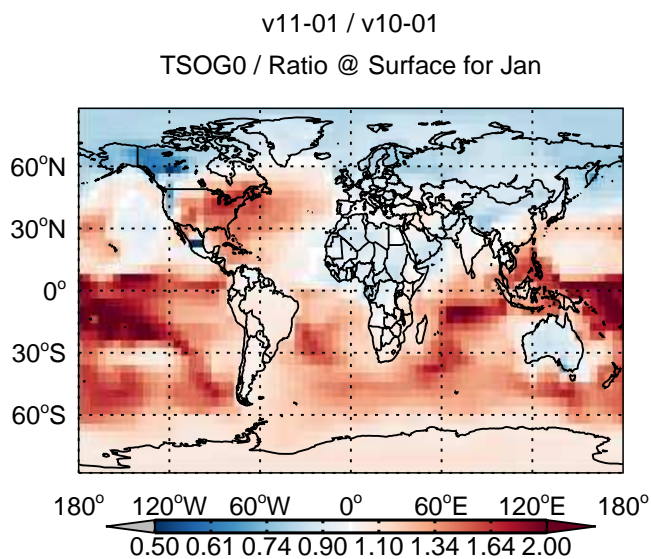 v11-01 / v10-01
TSOG0 / Ratio @ Surface for Jan
60°N
30°N
0°
30°S
60°S
180° 120°W 60°W 0° 60°E 120°E 180°
0.50 0.61 0.74 0.90 1.10 1.34 1.64 2.00